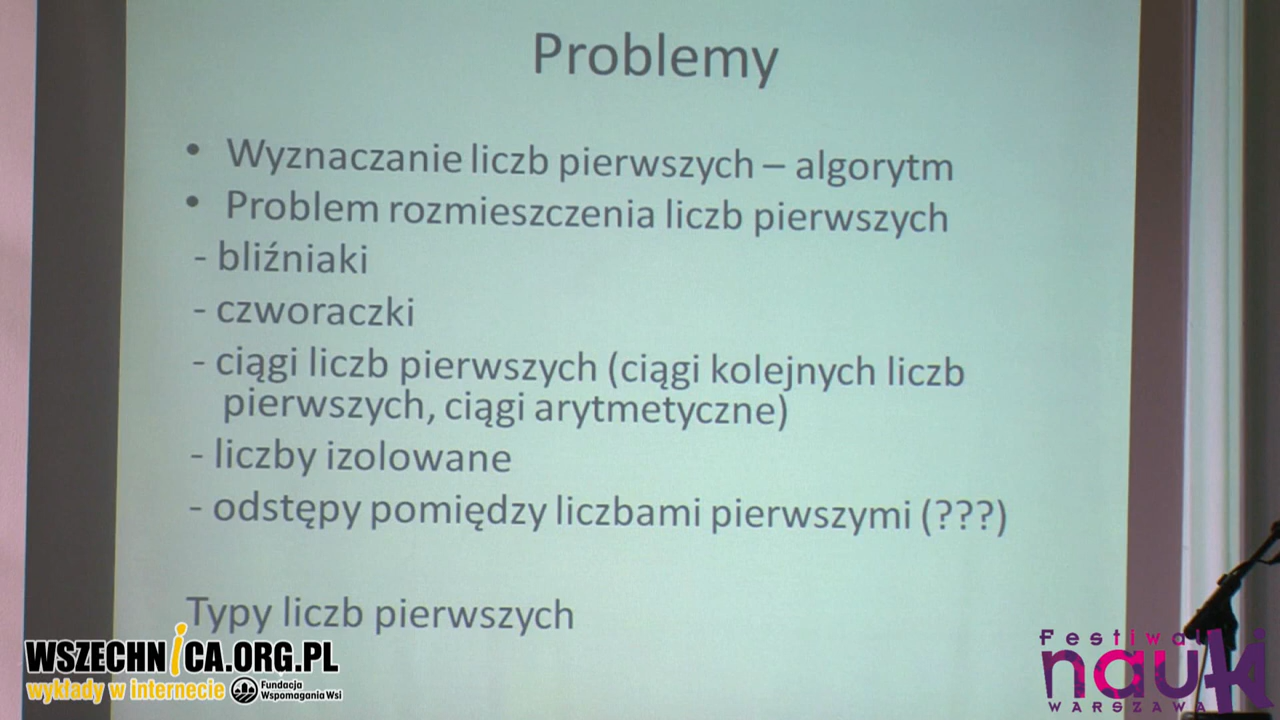 Problemy
• Wyznaczanie liczb pierwszych – algorytm
• Problem rozmieszczenia liczb pierwszych
- bliźniaki
- czworaczki
- ciągi liczb pierwszych (ciągi kolejnych liczb
pierwszych, ciągi arytmetyczne)
- liczby izolowane
- odstępy pomiędzy liczbami pierwszymi (???)
Typy liczb pierwszych
WSZECHNICA.ORG.PL
wykłady w internecie
Fundacja
Wspomagania Wsi
Festiwal
nauki
WARSZAWA